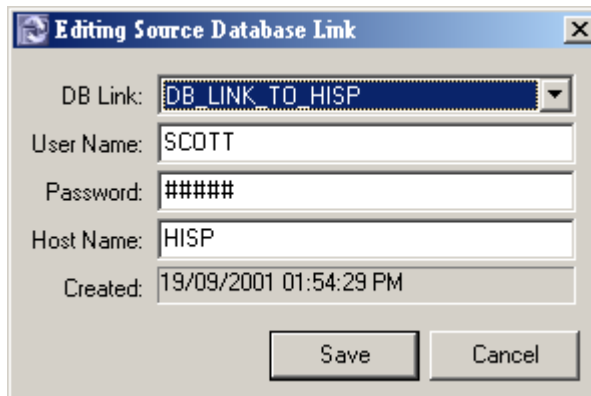 Editing Source Database Link
DB Link: DB_LINK_TO_HISP
User Name: SCOTT
Password: #####
Host Name: HISP
Created: 19/09/2001 01:54:29 PM
Save Cancel